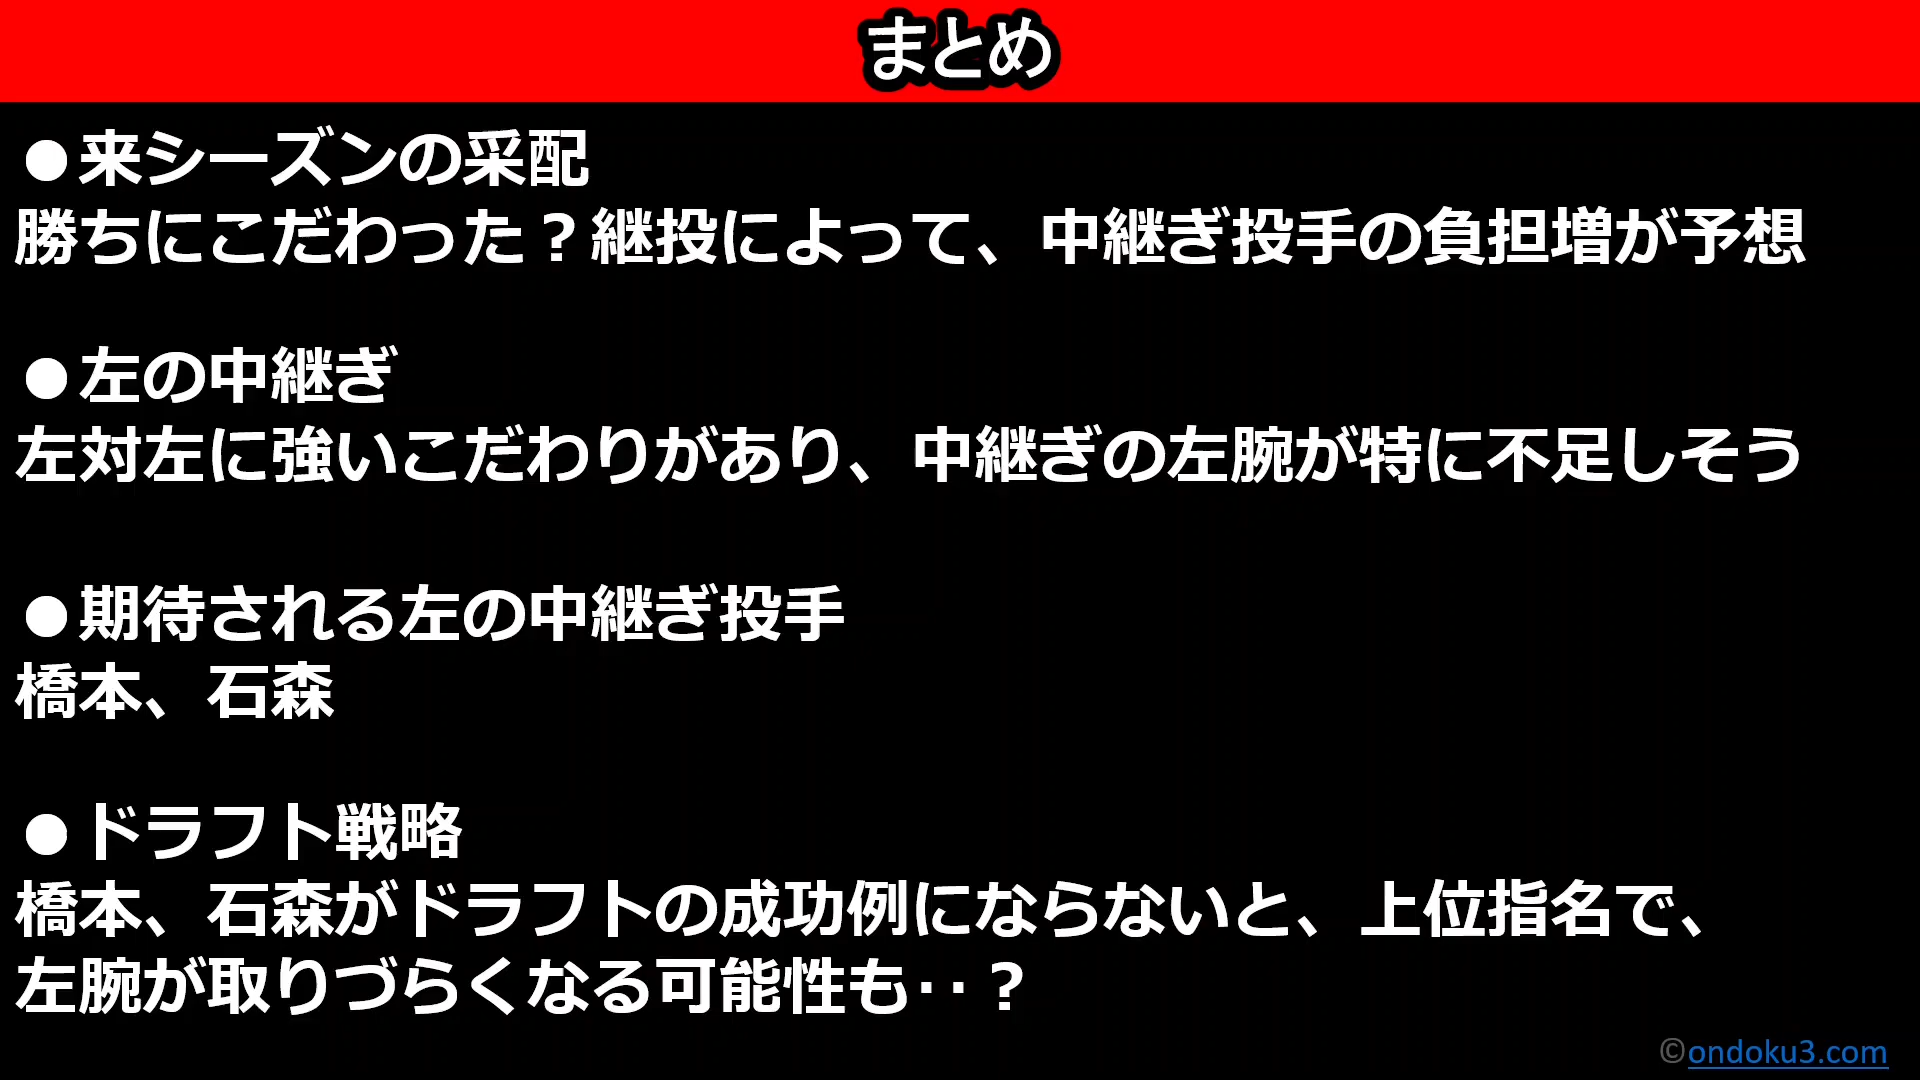 まとめ
●来シーズンの采配
勝ちにこだわった？継投によって、中継ぎ投手の負担増が予想
●左の中継ぎ
左対左に強いこだわりがあり、中継ぎの左腕が特に不足しそう
●期待される左の中継ぎ投手
橋本、石森
●ドラフト戦略
橋本、石森がドラフトの成功例にならないと、上位指名で、
左腕が取りづらくなる可能性も‥？
©ondoku3.com